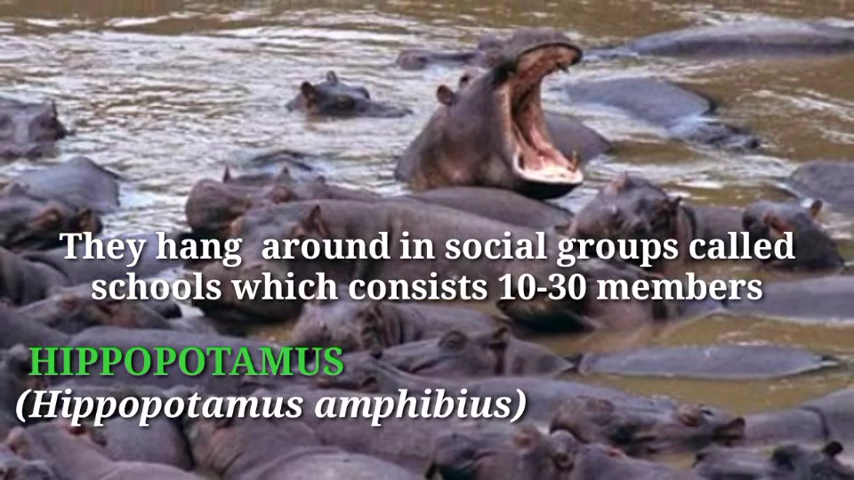 They hang  around in social groups called
schools which consists 10-30 members
HIPPOPOTAMUS
(Hippopotamus amphibius)